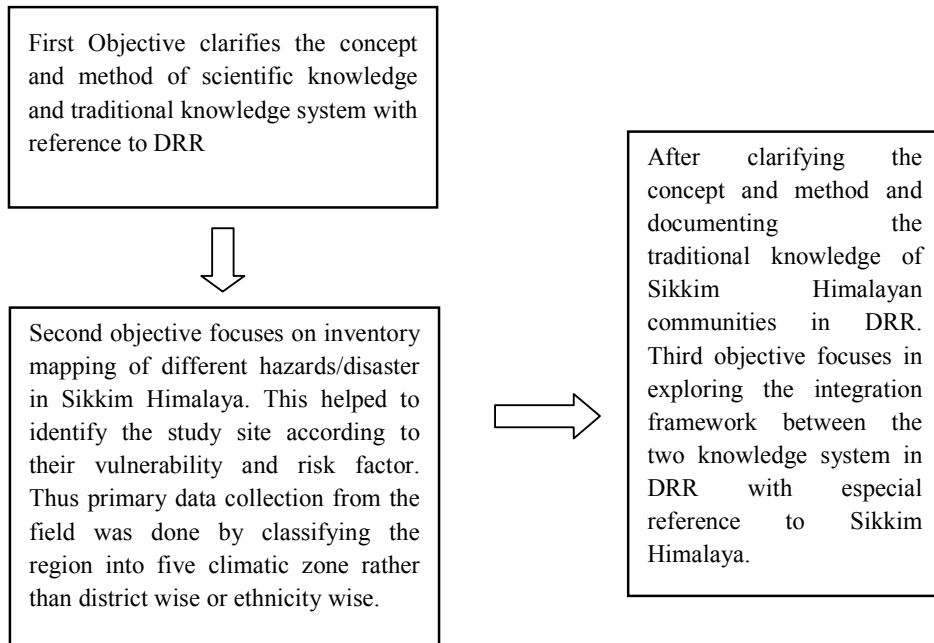 First Objective clarifies the concept
and method of scientific knowledge
and traditional knowledge system with
reference to DRR
Second objective focuses on inventory
mapping of different hazards/disaster
in Sikkim Himalaya. This helped to
identify the study site according to
their vulnerability and risk factor.
Thus primary data collection from the
field was done by classifying the
region into five climatic zone rather
than district wise or ethnicity wise.
After clarifying the
concept and method and
documenting the
traditional knowledge of
Sikkim Himalayan
communities in DRR.
Third objective focuses in
exploring the integration
framework between the
two knowledge system in
DRR with especial
reference to Sikkim
Himalaya.